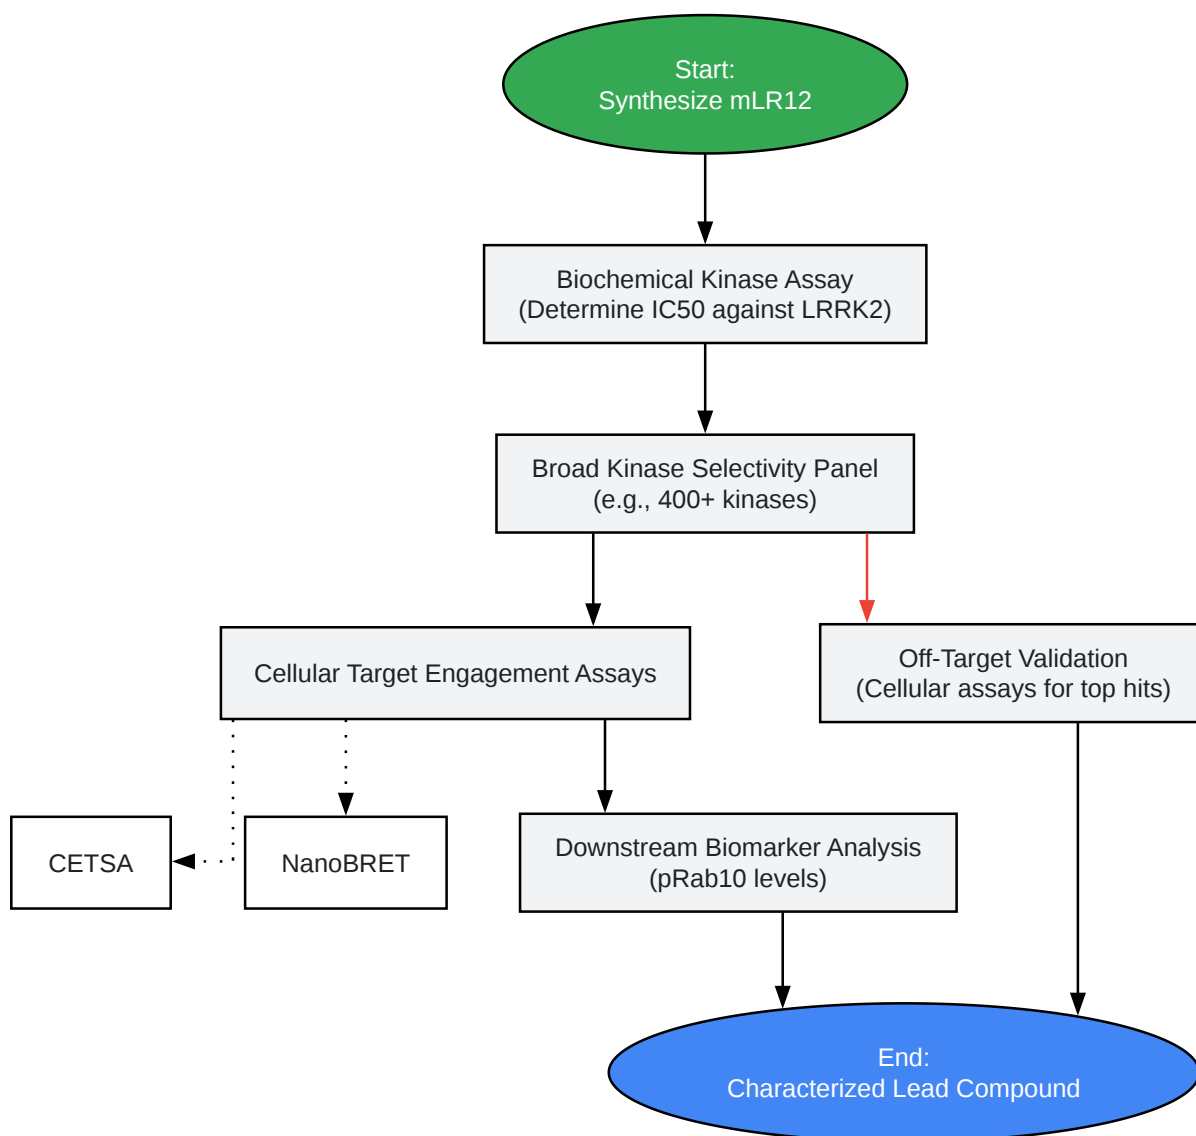 Start:
Synthesize mLR12
Biochemical Kinase Assay
(Determine IC50 against LRRK2)
Broad Kinase Selectivity Panel
(e.g., 400+ kinases)
Cellular Target Engagement Assays
Off-Target Validation
(Cellular assays for top hits)
CETSA
NanoBRET
Downstream Biomarker Analysis
(pRab10 levels)
End:
Characterized Lead Compound